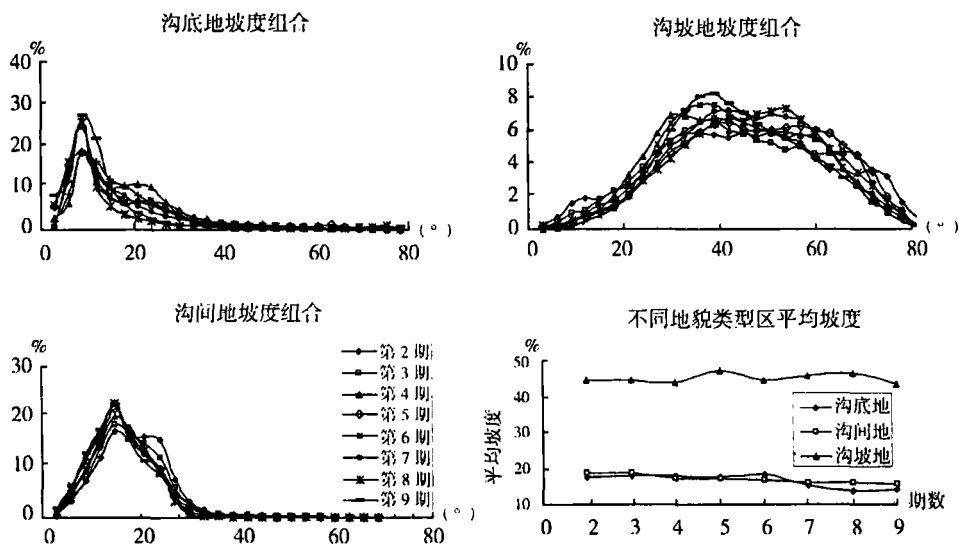 沟底地坡度组合
%
40
30
20
10
0
0 20 40 60 80 (°)
沟坡地坡度组合
%
10
8
6
4
2
0
20 40 60 80 (°)
沟间地坡度组合
%
30
20
10
0
0 20 40 60 80 (°)
第 2 期
第 3 期
第 4 期
第 5 期
第 6 期
第 7 期
第 8 期
第 9 期
不同地貌类型区平均坡度
%
平均坡度
50
40
30
20
10
0 2 3 4 5 6 7 8 9 期数
沟底地
沟间地
沟坡地